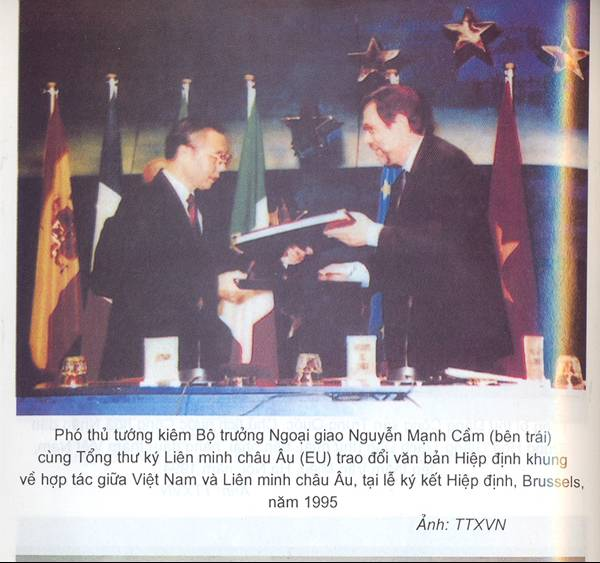 Phó thủ tướng kiêm Bộ trưởng Ngoại giao Nguyễn Mạnh Cầm (bên trái)
cùng Tổng thư ký Liên minh châu Âu (EU) trao đổi văn bản Hiệp định khung
về hợp tác giữa Việt Nam và Liên minh châu Âu, tại lễ ký kết Hiệp định, Brussels,
năm 1995
Ảnh: TTXVN